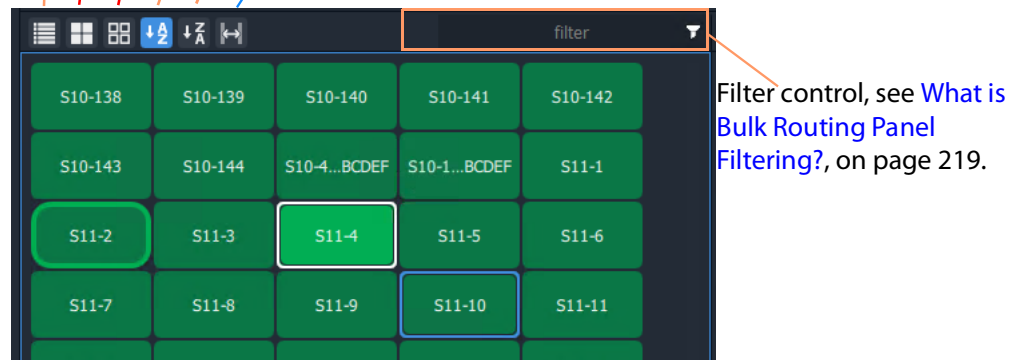 filter
S10-138 S10-139 S10-140 S10-141 S10-142
S10-143 S10-144 S10-4...BCDEF S10-1...BCDEF S11-1
S11-2 S11-3 S11-4 S11-5 S11-6
S11-7 S11-8 S11-9 S11-10 S11-11
Filter control, see What is
Bulk Routing Panel
Filtering?, on page 219.